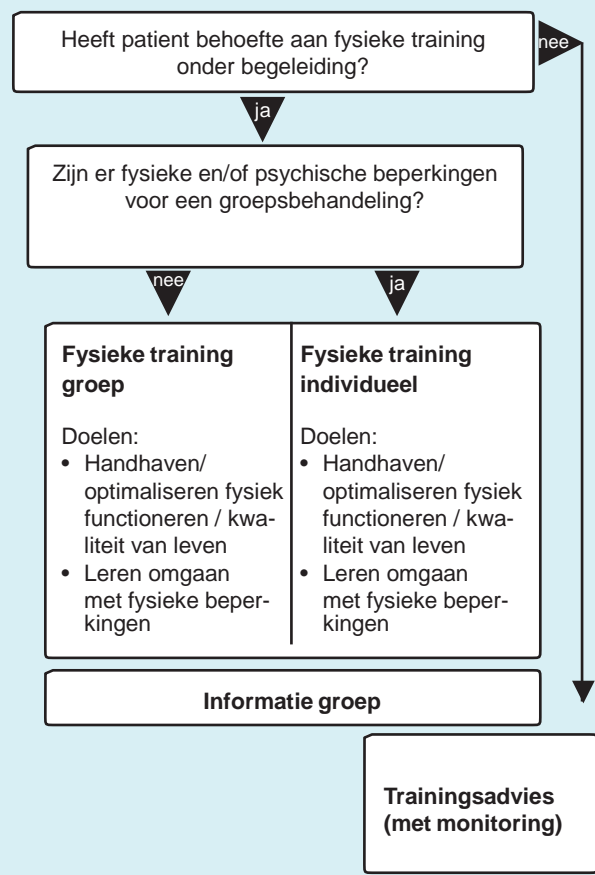 Heeft patient behoefte aan fysieke training
onder begeleiding?
nee
ja
Zijn er fysieke en/of psychische beperkingen
voor een groepsbehandeling?
nee
ja
Fysieke training
groep
Doelen:
• Handhaven/
optimaliseren fysiek
functioneren / kwa-
liteit van leven
• Leren omgaan
met fysieke beper-
kingen
Fysieke training
individueel
Doelen:
• Handhaven/
optimaliseren fysiek
functioneren / kwa-
liteit van leven
• Leren omgaan
met fysieke beper-
kingen
Informatie groep
Trainingsadvies
(met monitoring)